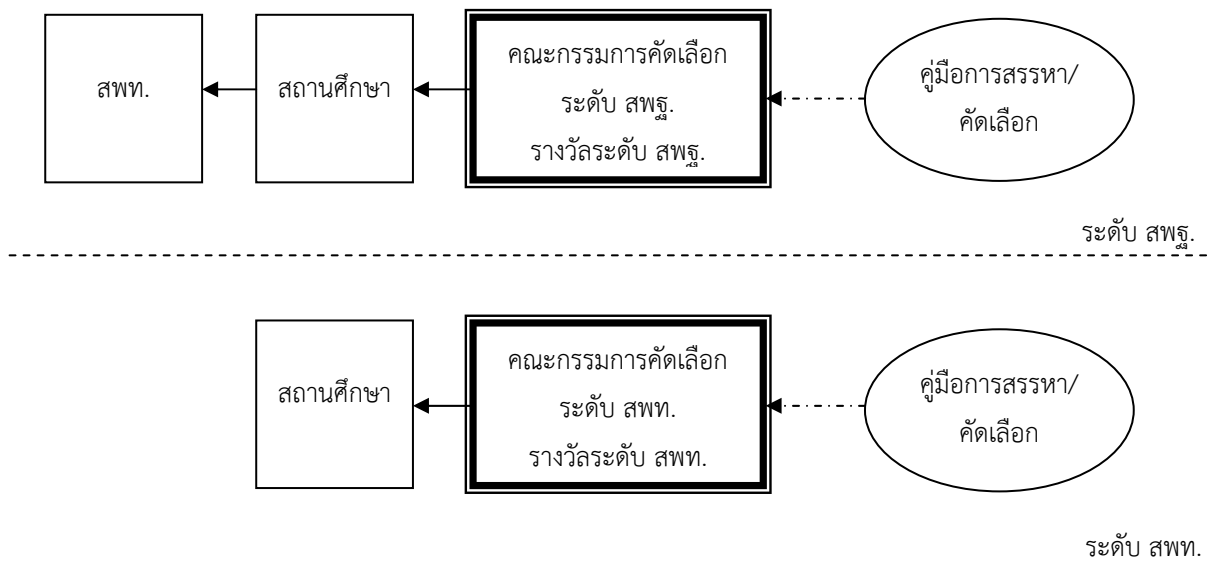 สพท.
สถานศึกษา
คณะกรรมการคัดเลือก
ระดับ สพฐ.
รางวัลระดับ สพฐ.
คู่มือการสรรหา/
คัดเลือก
ระดับ สพฐ.
สถานศึกษา
คณะกรรมการคัดเลือก
ระดับ สพท.
รางวัลระดับ สพท.
คู่มือการสรรหา/
คัดเลือก
ระดับ สพท.